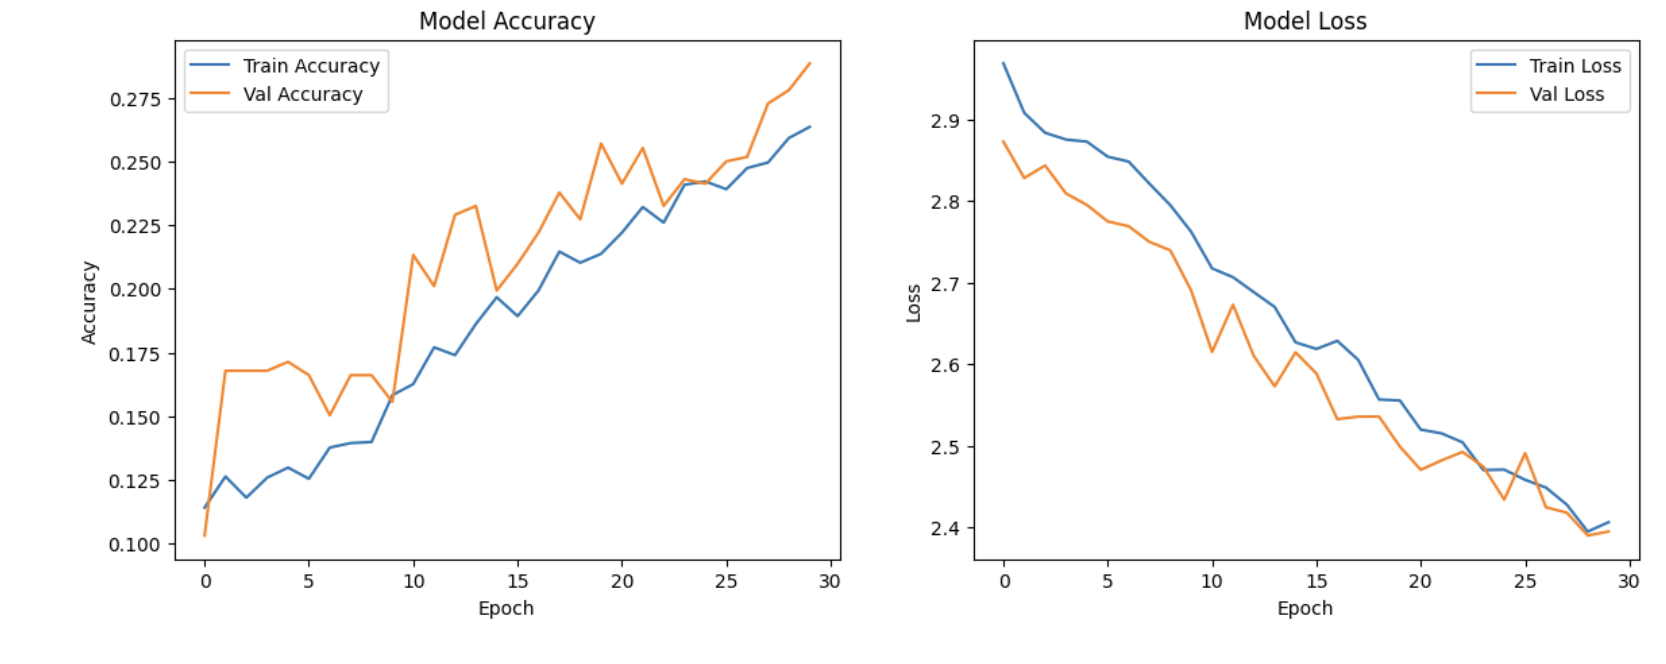 Model Accuracy
Train Accuracy
Val Accuracy
0.275
0.250
0.225
0.200
0.175
0.150
0.125
0.100
Accuracy
0 5 10 15 20 25 30
Epoch
Model Loss
Train Loss
Val Loss
2.9
2.8
2.7
2.6
2.5
2.4
Loss
0 5 10 15 20 25 30
Epoch